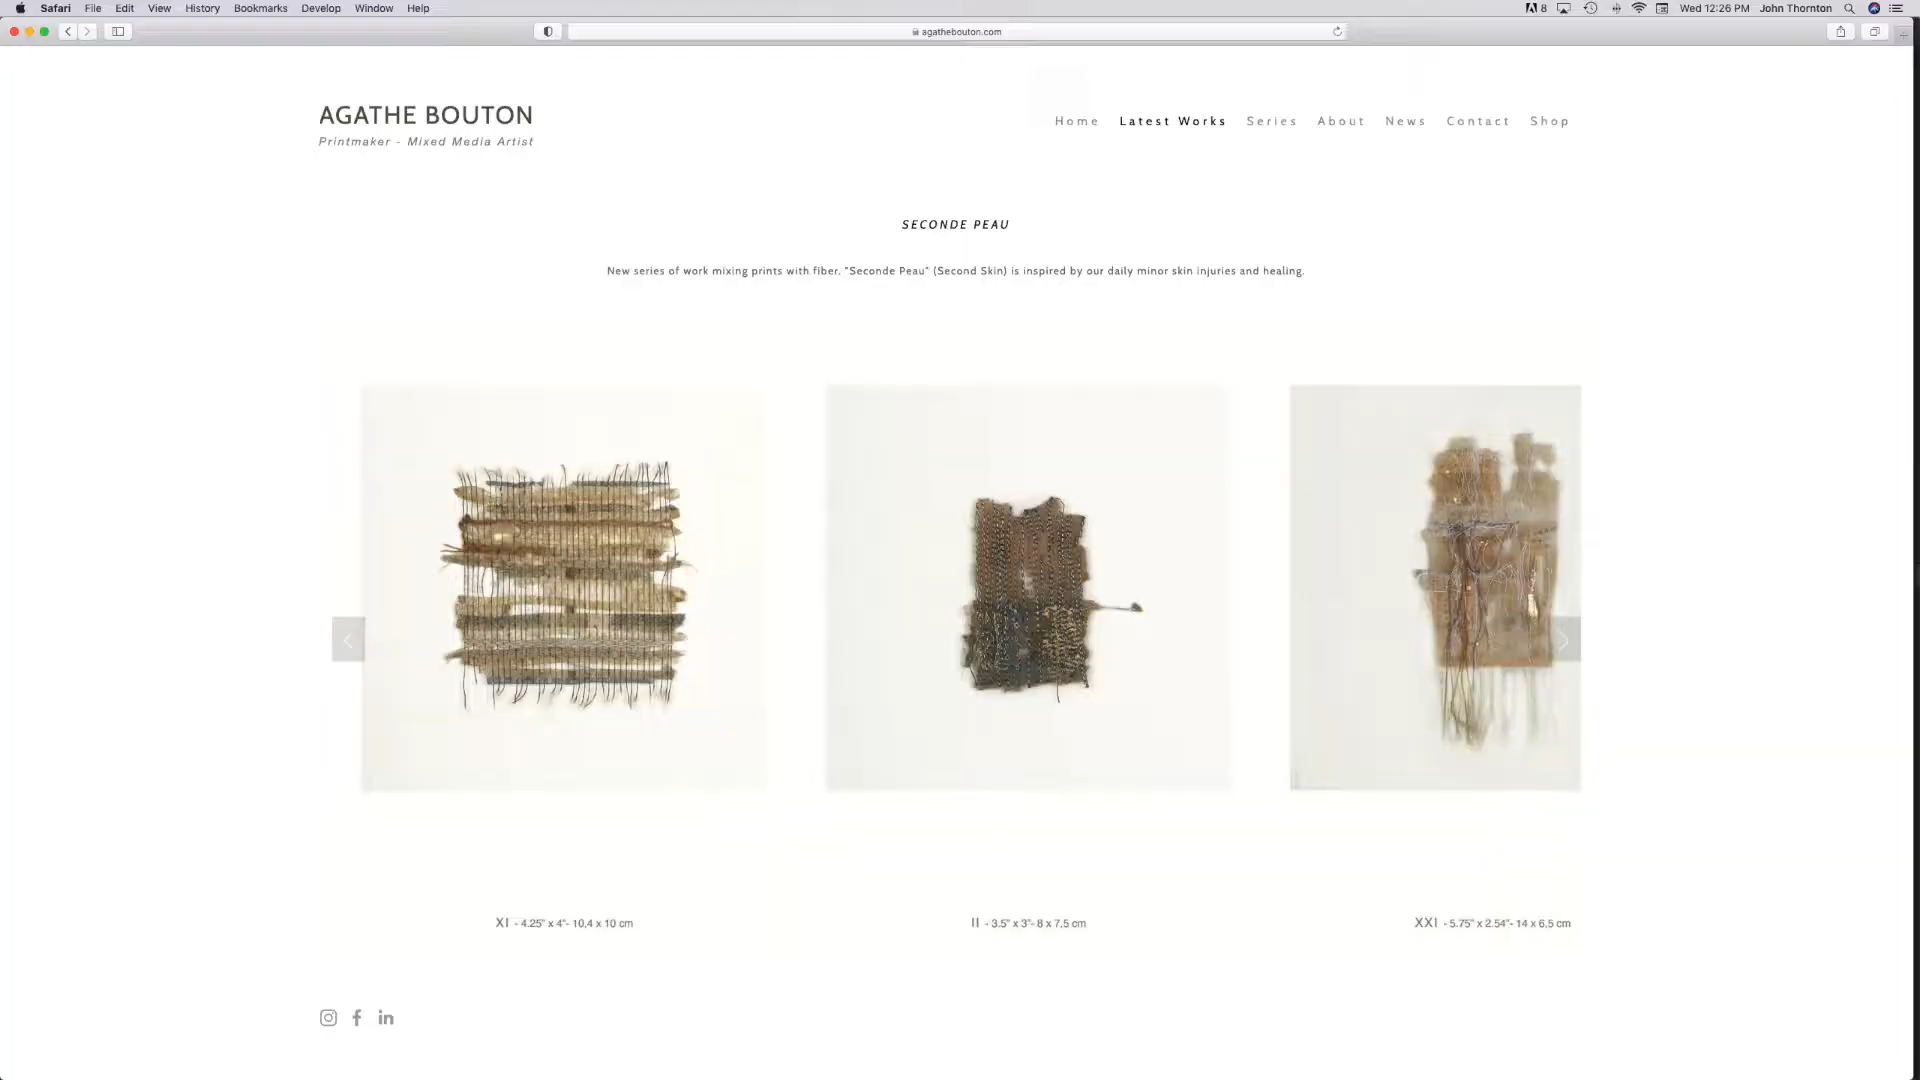 Safari File Edit View History Bookmarks Develop Window Help 8 Wed 12:26 PM John Thornton
agathebouton.com
AGATHE BOUTON
Printmaker - Mixed Media Artist
Home Latest Works Series About News Contact Shop
SECONDE PEAU
New series of work mixing prints with fiber. "Seconde Peau" (Second Skin) is inspired by our daily minor skin injuries and healing.
XI - 4.25" x 4"- 10,4 x 10 cm
II - 3.5" x 3"- 8 x 7,5 cm
XXI - 5.75" x 2.54"- 14 x 6,5 cm